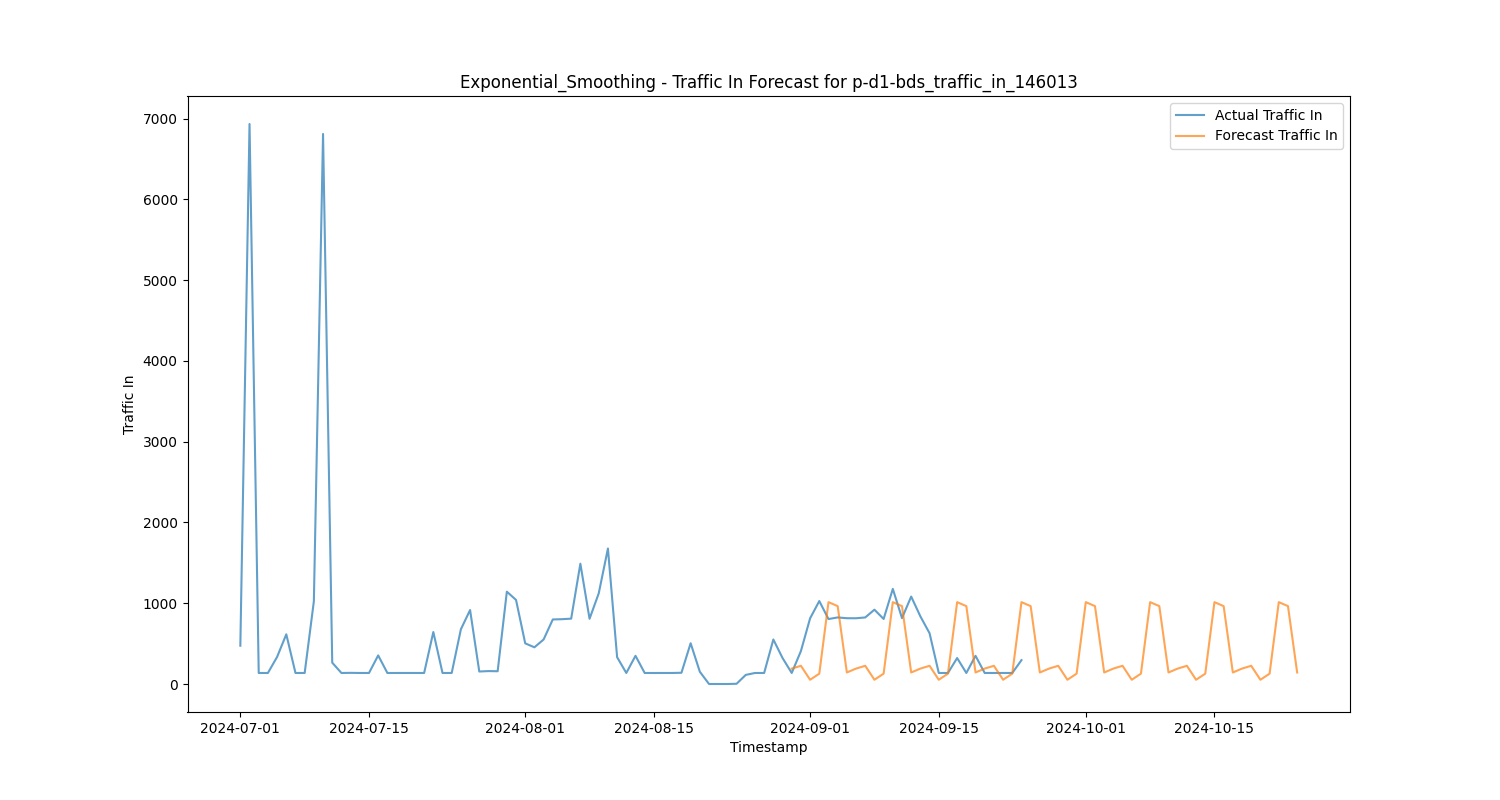 Exponential_Smoothing - Traffic In Forecast for p-d1-bds_traffic_in_146013
Actual Traffic In
Forecast Traffic In
7000
6000
5000
4000
3000
2000
1000
0
Traffic In
2024-07-01 2024-07-15 2024-08-01 2024-08-15 2024-09-01 2024-09-15 2024-10-01 2024-10-15
Timestamp